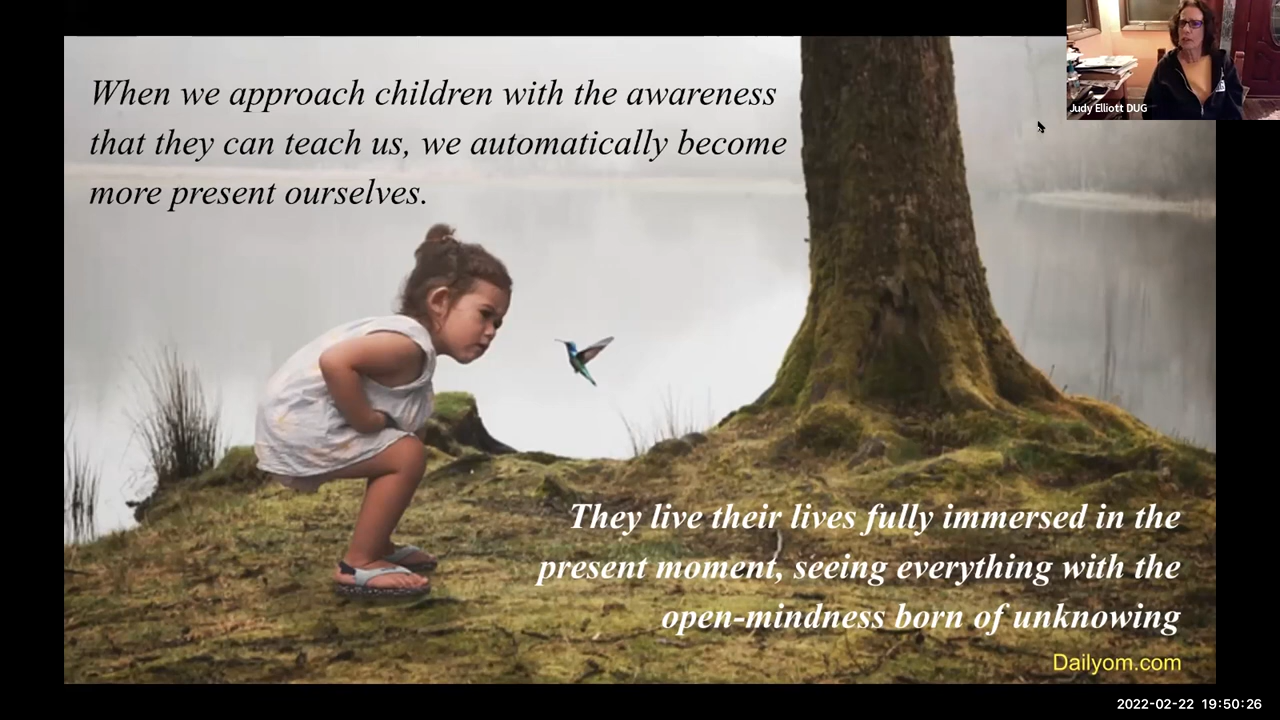 When we approach children with the awareness
that they can teach us, we automatically become
more present ourselves.
They live their lives fully immersed in the
present moment, seeing everything with the
open-mindness born of unknowing
Dailyom.com
Judy Elliott DUG
2022-02-22 19:50:26